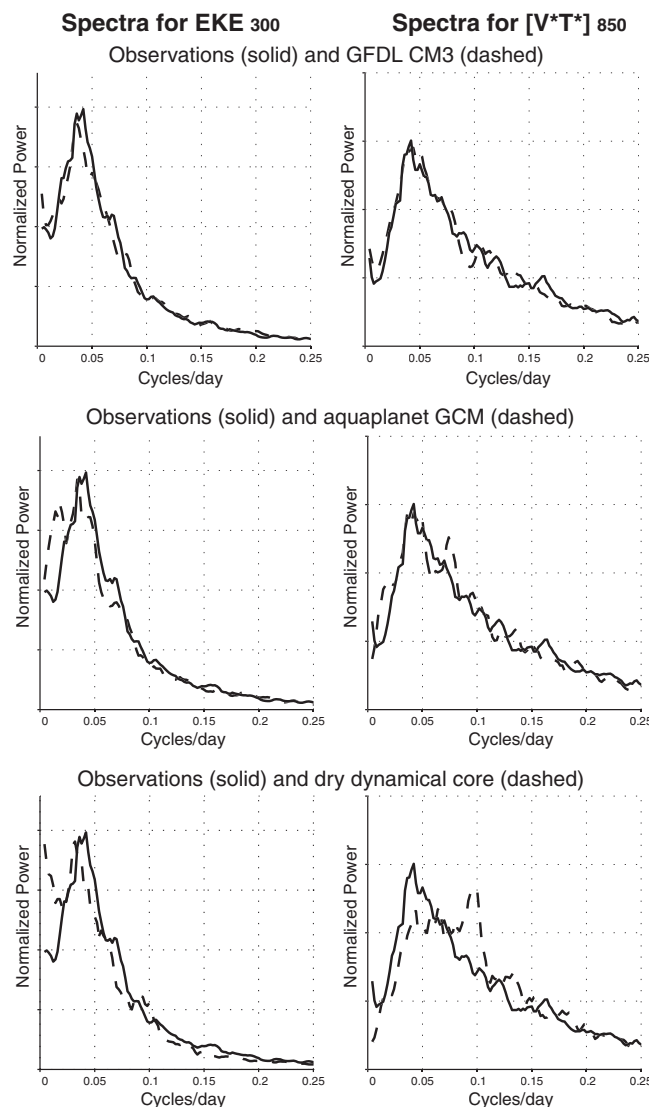 Spectra for EKE 300 Spectra for [V*T*] 850
Observations (solid) and GFDL CM3 (dashed)
Normalized Power
Normalized Power
0 0.05 0.1 0.15 0.2 0.25
0 0.05 0.1 0.15 0.2 0.25
Cycles/day
Cycles/day
Observations (solid) and aquaplanet GCM (dashed)
Normalized Power
Normalized Power
0 0.05 0.1 0.15 0.2 0.25
0 0.05 0.1 0.15 0.2 0.25
Cycles/day
Cycles/day
Observations (solid) and dry dynamical core (dashed)
Normalized Power
Normalized Power
0 0.05 0.1 0.15 0.2 0.25
0 0.05 0.1 0.15 0.2 0.25
Cycles/day
Cycles/day